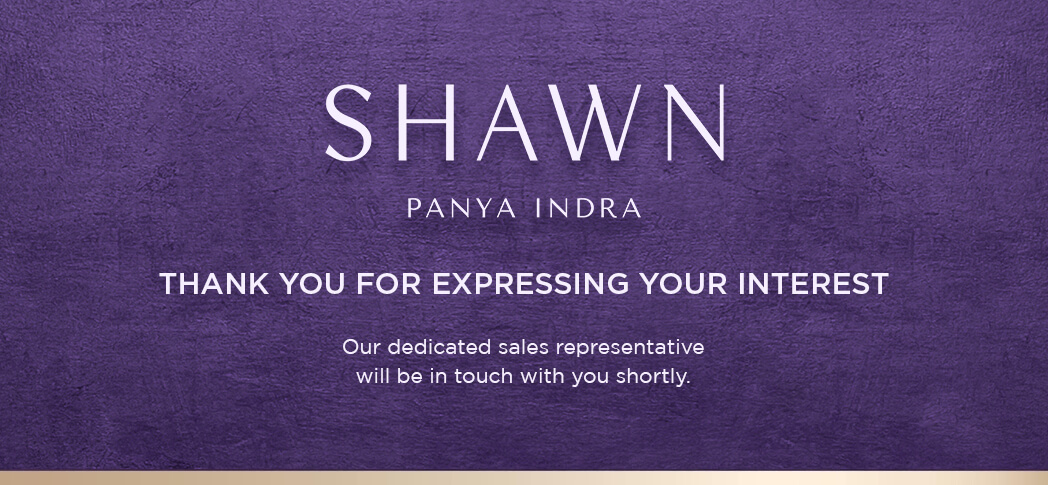 SHAWN
PANYA INDRA
THANK YOU FOR EXPRESSING YOUR INTEREST
Our dedicated sales representative
will be in touch with you shortly.